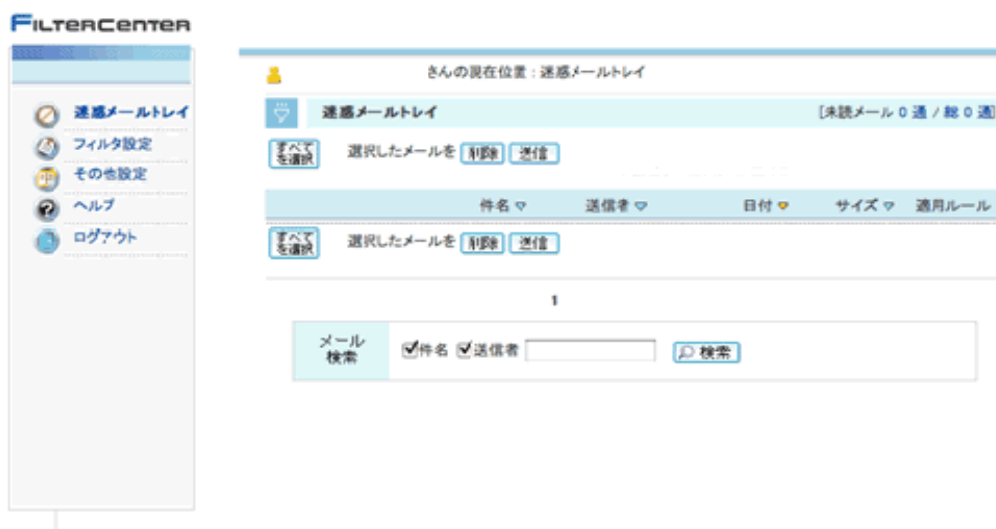 FILTERCENTER
さんの現在位置 : 迷惑メールトレイ
迷惑メールトレイ
フィルタ設定
その他設定
ヘルプ
ログアウト
迷惑メールトレイ [未読メール 0 通 / 総 0 通]
すべて
を選択
選択したメールを 削除 送信
件名 送信者 日付 サイズ 適用ルール
すべて
を選択
選択したメールを 削除 送信
1
メール
検索
件名 送信者 検索